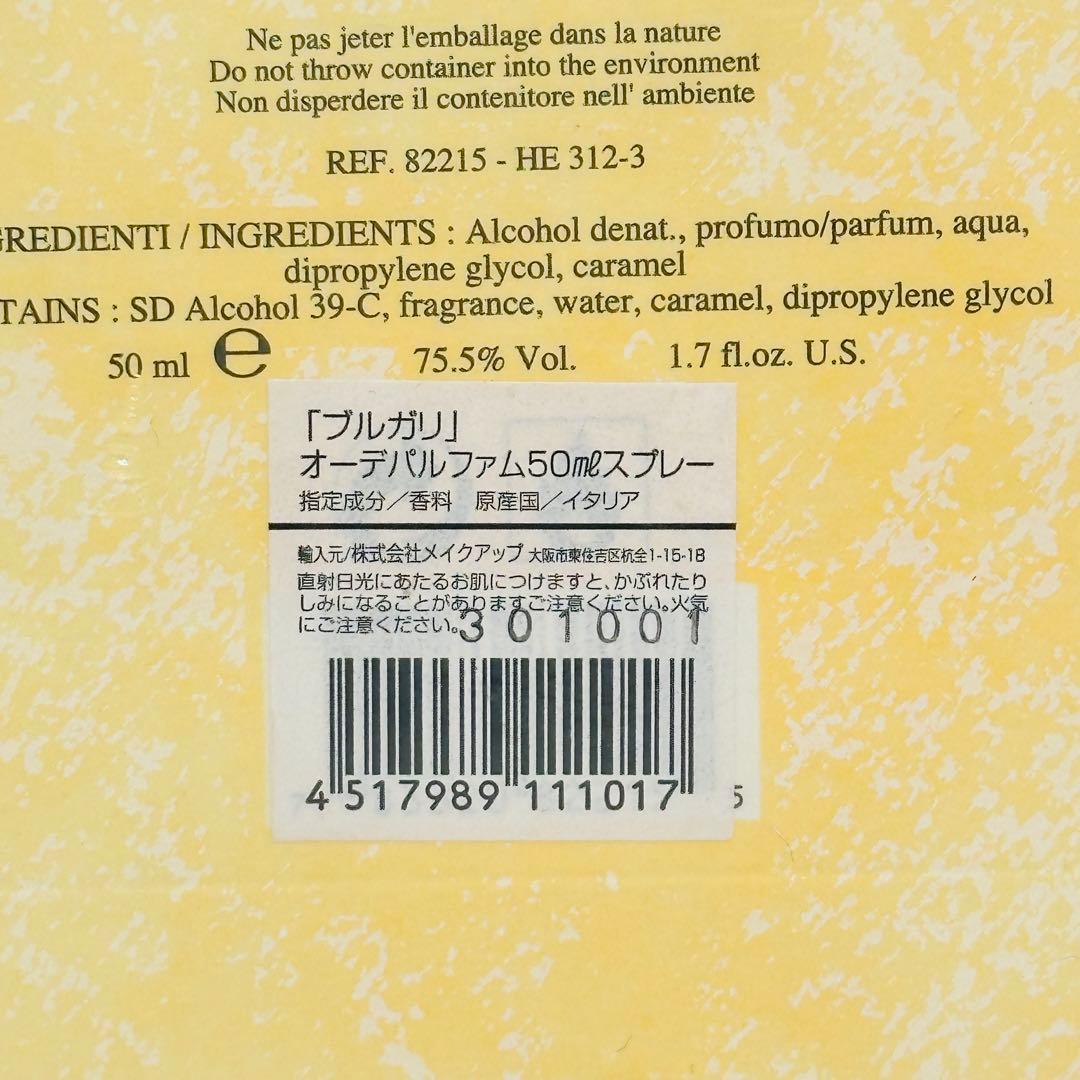 Ne pas jeter l'emballage dans la nature
Do not throw container into the environment
Non disperdere il contenitore nell' ambiente
REF. 82215 - HE 312-3
GREDIENTI / INGREDIENTS : Alcohol denat., profumo/parfum, aqua,
dipropylene glycol, caramel
TAINS : SD Alcohol 39-C, fragrance, water, caramel, dipropylene glycol
50 ml ℮ 75.5% Vol. 1.7 fl.oz. U.S.
「ブルガリ」
オーデパルファム50㎖スプレー
指定成分/香料 原産国/イタリア
輸入元/株式会社メイクアップ 大阪市東住吉区杭全1-15-18
直射日光にあたるお肌につけますと、かぶれたり
しみになることがありますご注意ください。火気
にご注意ください。
301001
4 517989 111017
5